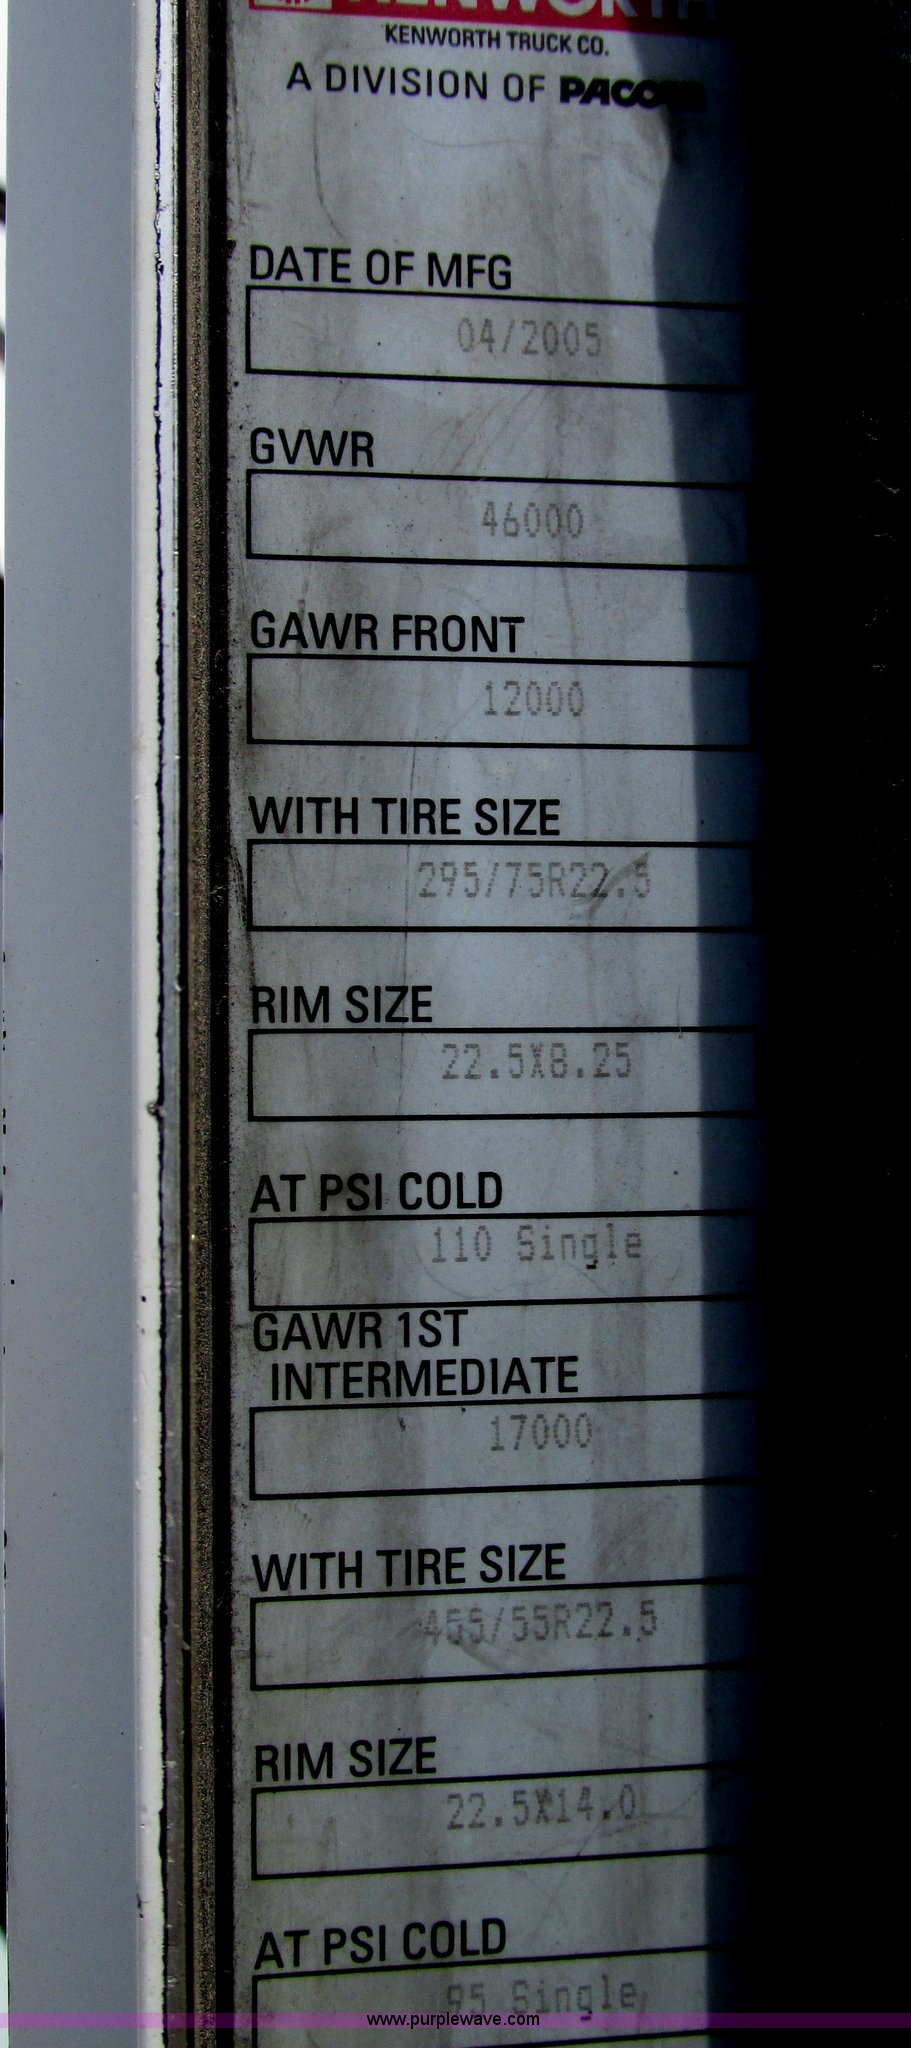 KENWORTH
KENWORTH TRUCK CO.
A DIVISION OF PACCAR
DATE OF MFG
04/2005
GVWR
46000
GAWR FRONT
12000
WITH TIRE SIZE
295/75R22.5
RIM SIZE
22.5X8.25
AT PSI COLD
110 Single
GAWR 1ST
INTERMEDIATE
17000
WITH TIRE SIZE
455/55R22.5
RIM SIZE
22.5X14.0
AT PSI COLD
95 Single
www.purplewave.com